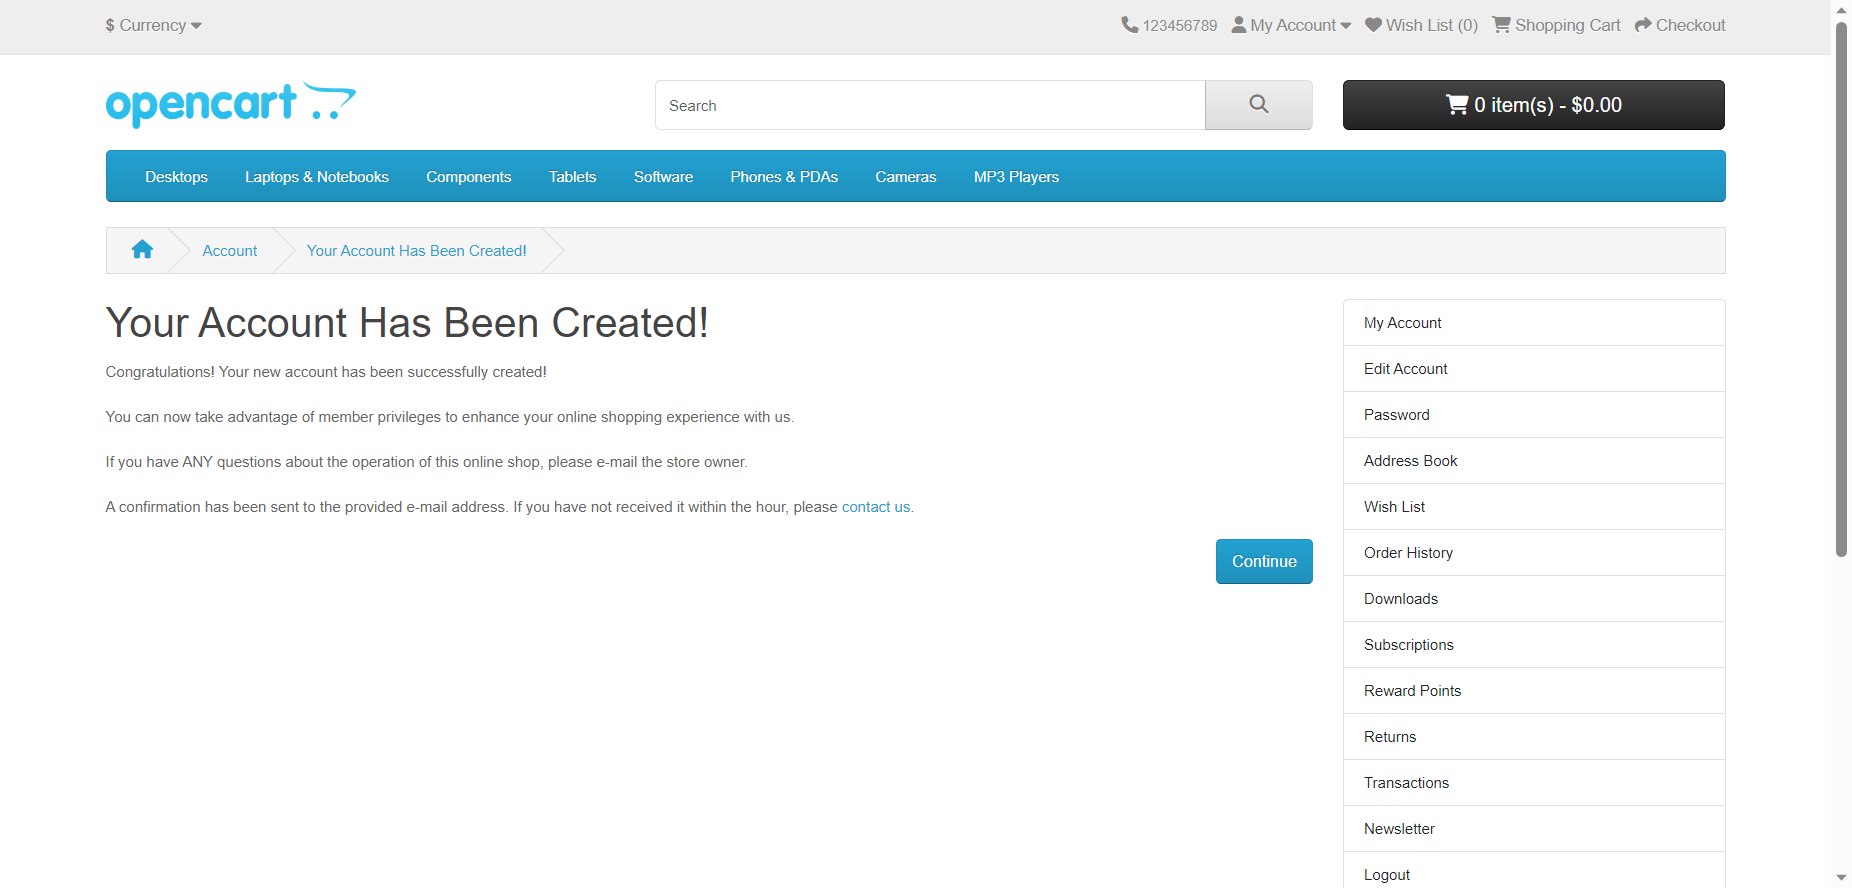 $ Currency
123456789 My Account Wish List (0) Shopping Cart Checkout
opencart
Search
0 item(s) - $0.00
Desktops Laptops & Notebooks Components Tablets Software Phones & PDAs Cameras MP3 Players
Account Your Account Has Been Created!
Your Account Has Been Created!
Congratulations! Your new account has been successfully created!
You can now take advantage of member privileges to enhance your online shopping experience with us.
If you have ANY questions about the operation of this online shop, please e-mail the store owner.
A confirmation has been sent to the provided e-mail address. If you have not received it within the hour, please contact us.
Continue
My Account
Edit Account
Password
Address Book
Wish List
Order History
Downloads
Subscriptions
Reward Points
Returns
Transactions
Newsletter
Logout